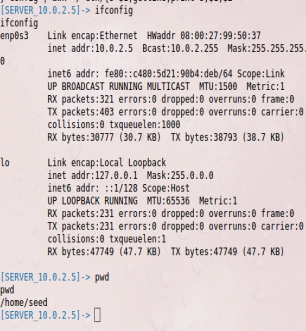 [SERVER_10.0.2.5]-> ifconfig
ifconfig
enp0s3    Link encap:Ethernet  HWaddr 08:00:27:99:50:37
          inet addr:10.0.2.5  Bcast:10.0.2.255  Mask:255.255.255.
0
          inet6 addr: fe80::c480:5d21:90b4:deb/64 Scope:Link
          UP BROADCAST RUNNING MULTICAST  MTU:1500  Metric:1
          RX packets:321 errors:0 dropped:0 overruns:0 frame:0
          TX packets:403 errors:0 dropped:0 overruns:0 carrier:0
          collisions:0 txqueuelen:1000
          RX bytes:30777 (30.7 KB)  TX bytes:38793 (38.7 KB)

lo        Link encap:Local Loopback
          inet addr:127.0.0.1  Mask:255.0.0.0
          inet6 addr: ::1/128 Scope:Host
          UP LOOPBACK RUNNING  MTU:65536  Metric:1
          RX packets:231 errors:0 dropped:0 overruns:0 frame:0
          TX packets:231 errors:0 dropped:0 overruns:0 carrier:0
          collisions:0 txqueuelen:1
          RX bytes:47749 (47.7 KB)  TX bytes:47749 (47.7 KB)

[SERVER_10.0.2.5]-> pwd
pwd
/home/seed
[SERVER_10.0.2.5]->